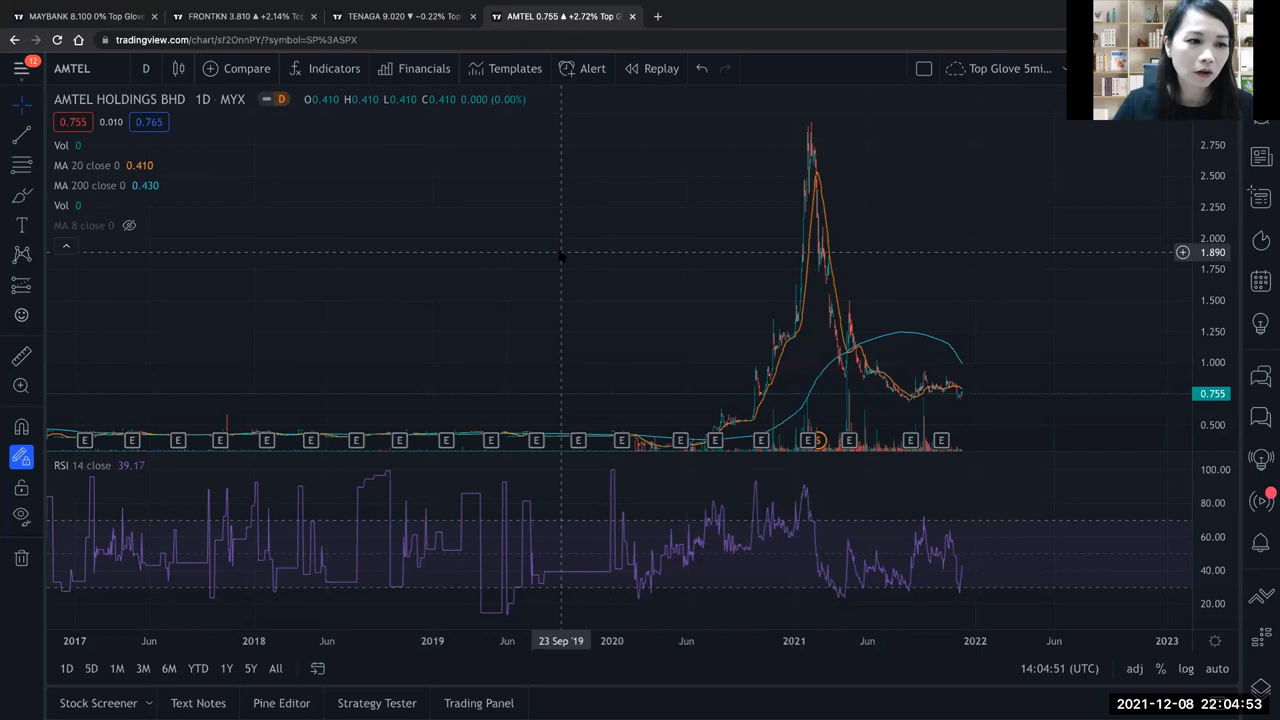 MAYBANK 8.100 0% Top Glove
FRONTKN 3.810 ▲ +2.14% Top
TENAGA 9.020 ▼ −0.22% Top
AMTEL 0.755 ▲ +2.72% Top G
tradingview.com/chart/sf2OnnPY/?symbol=SP%3ASPX
12
AMTEL D Compare Indicators Financials Templates Alert Replay Top Glove 5mi...
AMTEL HOLDINGS BHD · 1D · MYX D O0.410 H0.410 L0.410 C0.410 0.000 (0.00%)
0.755 0.010 0.765
Vol 0
MA 20 close 0 0.410
MA 200 close 0 0.430
Vol 0
MA 8 close 0
2.750
2.500
2.250
2.000
1.890
1.750
1.500
1.250
1.000
0.755
0.500
E E E E E E E E E E E E E E E E E S E E E
RSI 14 close 39.17
100.00
80.00
60.00
40.00
20.00
2017 Jun 2018 Jun 2019 Jun 23 Sep '19 2020 Jun 2021 Jun 2022 Jun 2023
1D 5D 1M 3M 6M YTD 1Y 5Y All
14:04:51 (UTC) adj % log auto
Stock Screener Text Notes Pine Editor Strategy Tester Trading Panel
2021-12-08 22:04:53